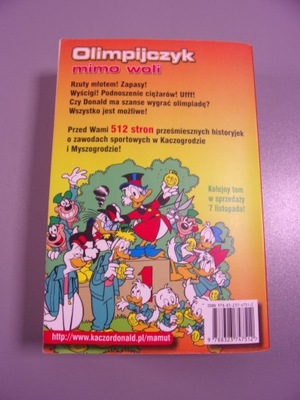 Olimpijczyk
mimo woli
Rzuty młotem! Zapasy!
Wyścigi! Podnoszenie ciężarów! Ufff!
Czy Donald ma szanse wygrać olimpiadę?
Wszystko jest możliwe!
Przed Wami 512 stron prześmiesznych historyjek
o zawodach sportowych w Kaczogrodzie
i Myszogrodzie!
Kolejny tom
w sprzedaży
7 listopada!
1
http://www.kaczordonald.pl/mamut